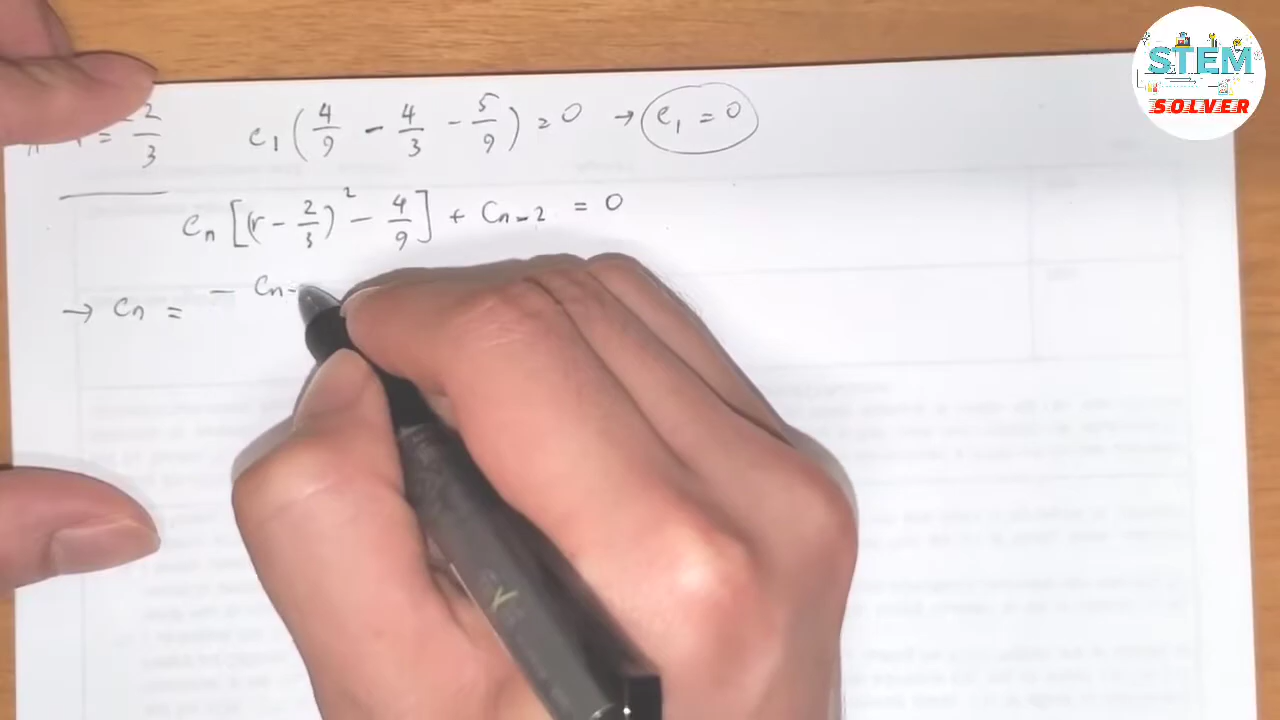 = 2/3 c₁(4/9 - 4/3 - 5/9) = 0 → c₁ = 0
cₙ[(r - 2/3)² - 4/9] + cₙ₋₂ = 0
→ cₙ = - cₙ-
STEM
SOLVER